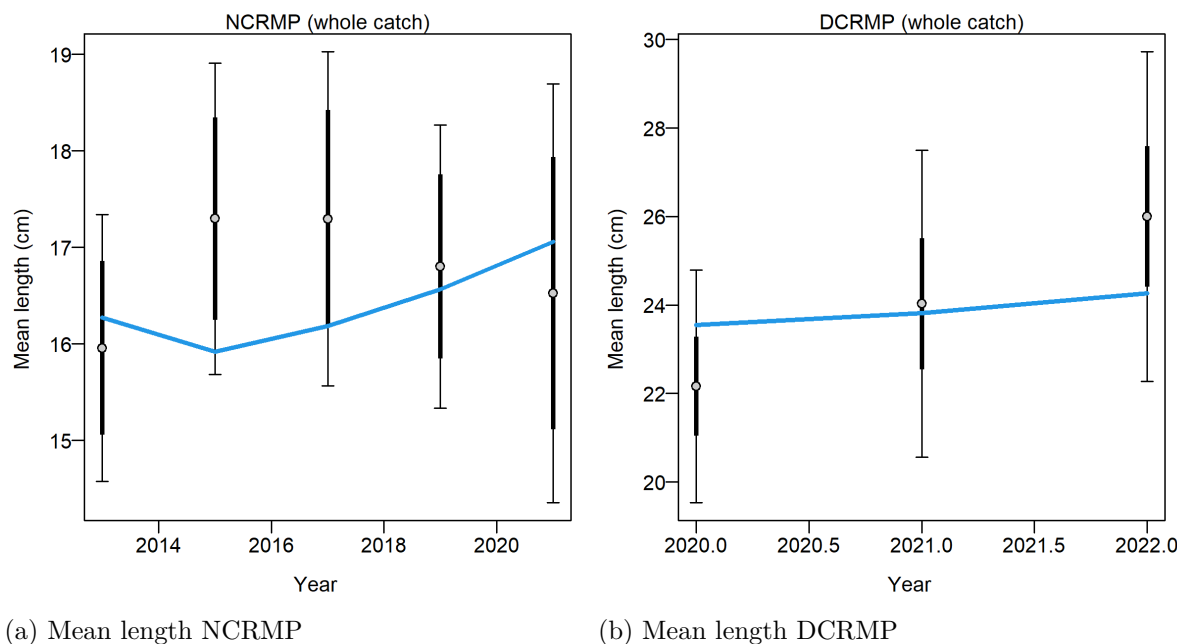 NCRMP (whole catch)
19
18
17
16
15
Mean length (cm)
2014
2016
2018
2020
Year
(a) Mean length NCRMP
DCRMP (whole catch)
30
28
26
24
22
20
Mean length (cm)
2020.0
2020.5
2021.0
2021.5
2022.0
Year
(b) Mean length DCRMP